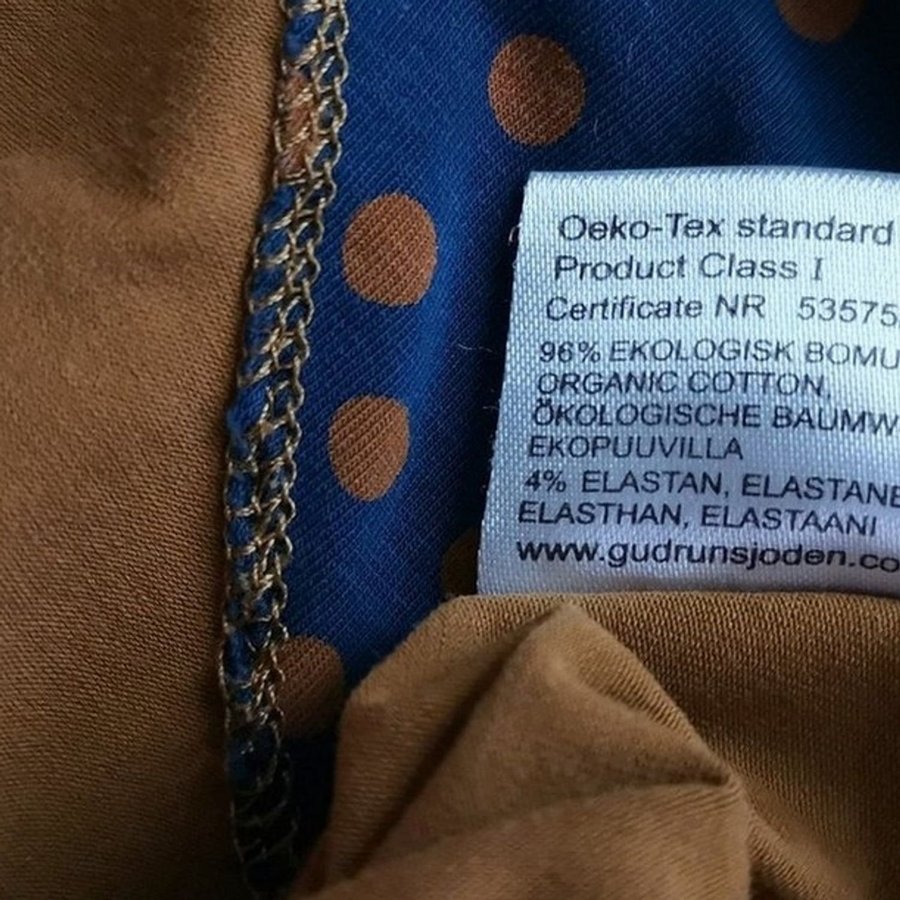 Oeko-Tex standard
Product Class I
Certificate NR 53575
96% EKOLOGISK BOMU
ORGANIC COTTON,
ÖKOLOGISCHE BAUMW
EKOPUUVILLA
4% ELASTAN, ELASTANE
ELASTHAN, ELASTAANI
www.gudrunsjoden.co